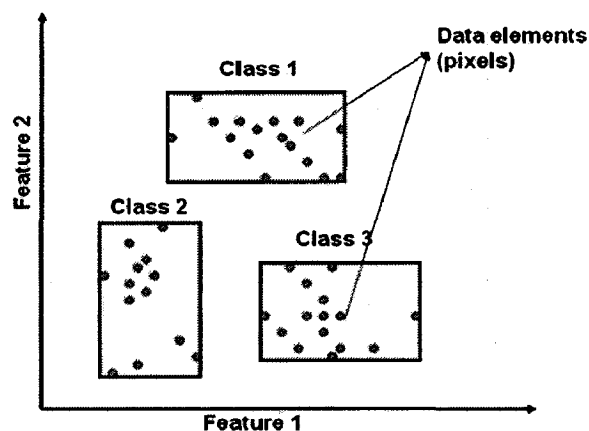 Data elements
(pixels)
Class 1
Feature 2
Class 2
Class 3
Feature 1